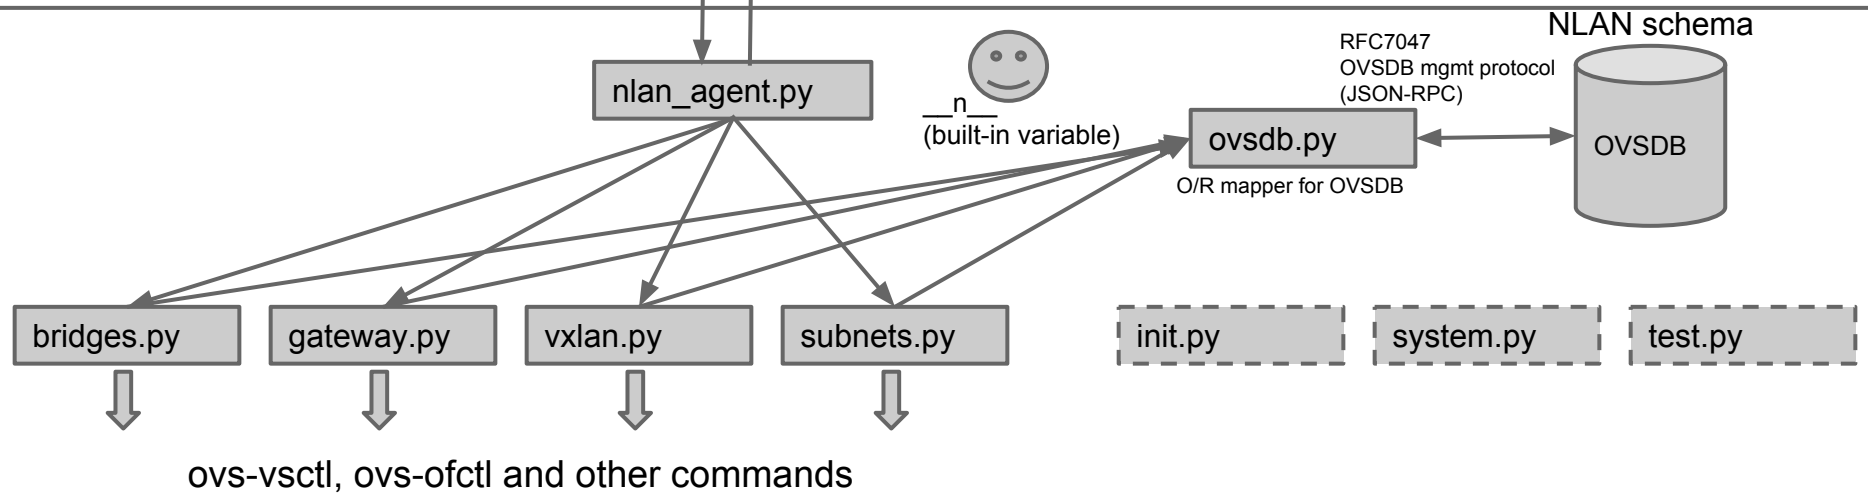 NLAN schema
RFC7047
OVSDB mgmt protocol
(JSON-RPC)
nlan_agent.py
__n__
(built-in variable)
ovsdb.py
OVSDB
O/R mapper for OVSDB
bridges.py
gateway.py
vxlan.py
subnets.py
init.py
system.py
test.py
ovs-vsctl, ovs-ofctl and other commands